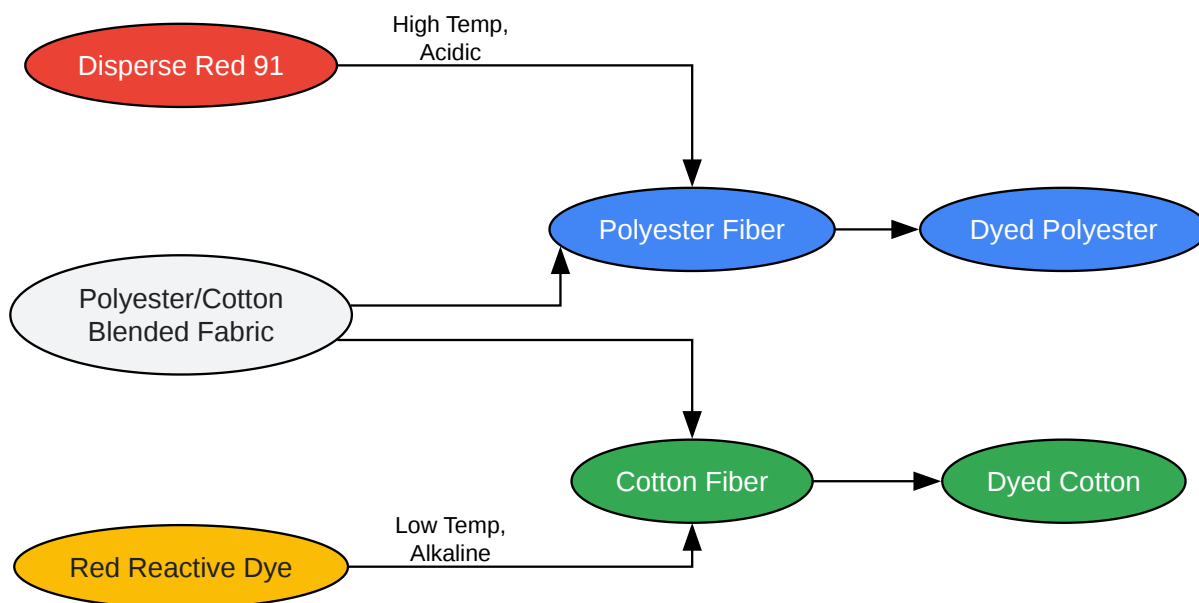 High Temp,
Acidic
Disperse Red 91
Polyester Fiber
Dyed Polyester
Polyester/Cotton
Blended Fabric
Cotton Fiber
Dyed Cotton
Low Temp,
Alkaline
Red Reactive Dye